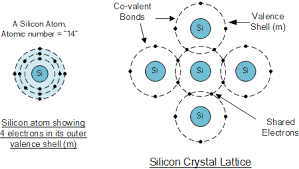 A Silicon Atom,
Atomic number = "14"
Si
Silicon atom showing
4 electrons in its outer
valence shell (m)
Co-valent
Bonds
Valence
Shell (m)
Si
Si
Si
Si
Si
Shared
Electrons
Silicon Crystal Lattice